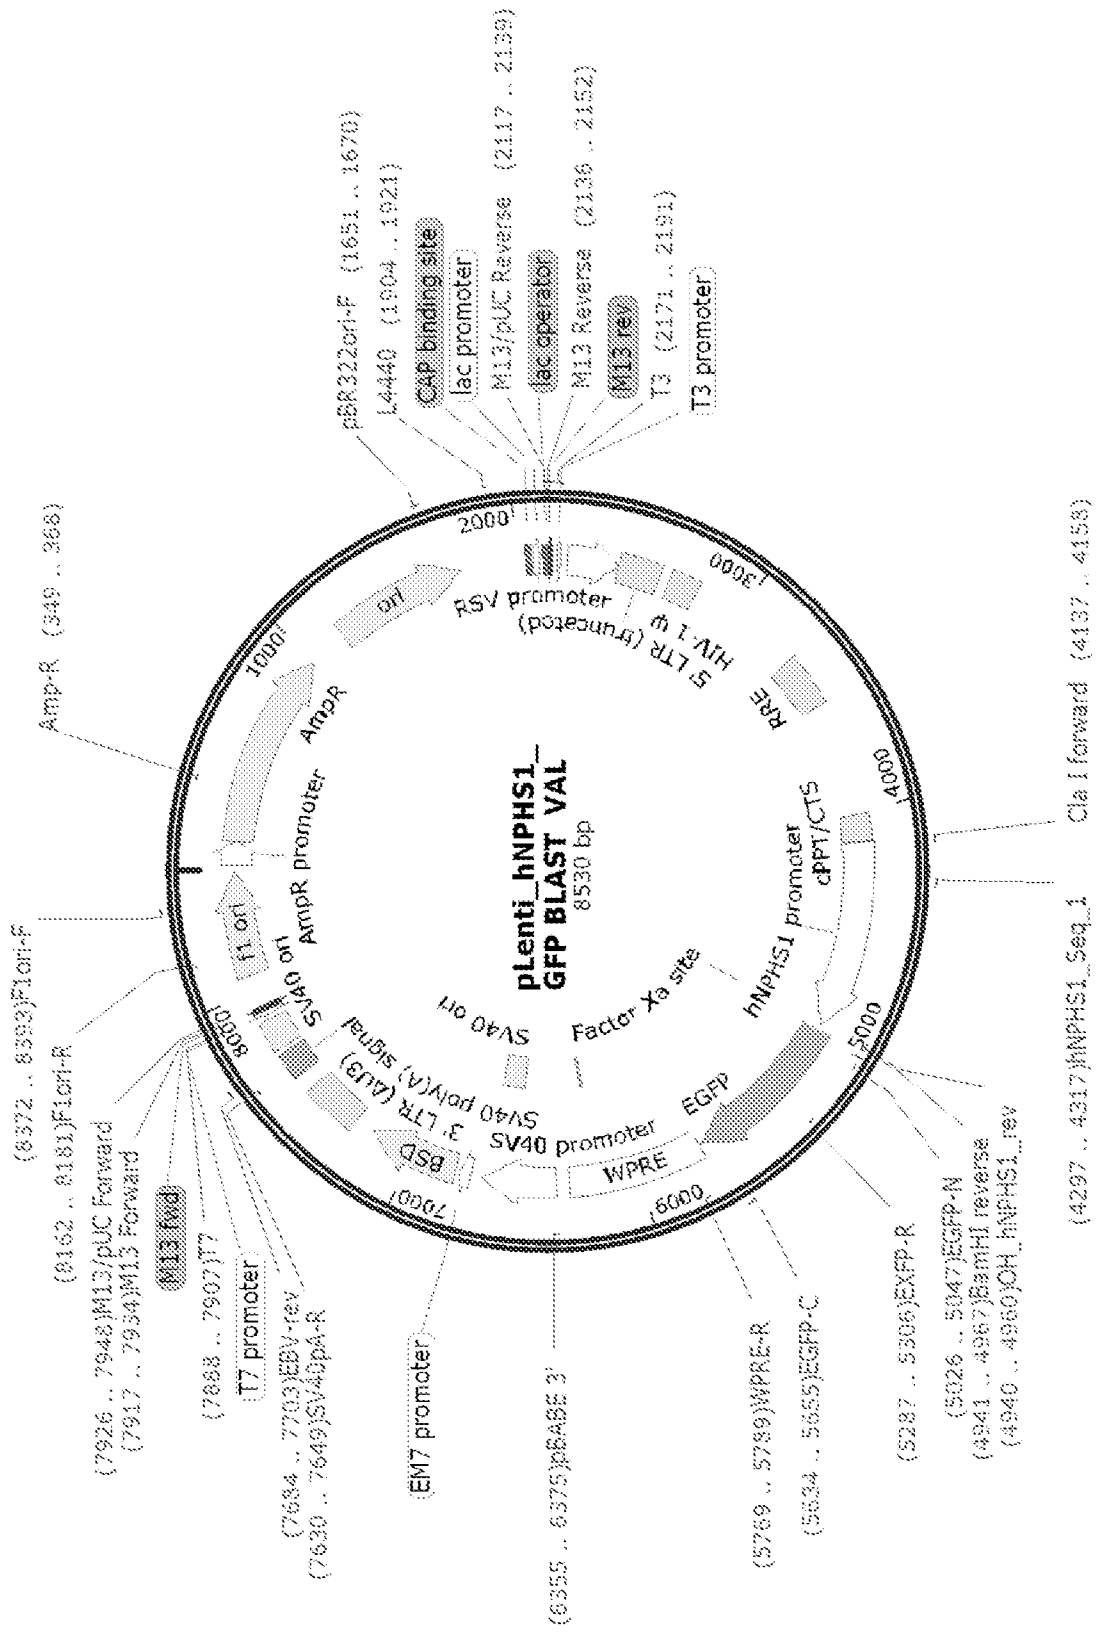 pLenti_hNPHS1_
GFP BLAST VAL
8530 bp
Amp-R (349 .. 368)
pBR322ori-F (1651 .. 1670)
L4440 (1904 .. 1921)
CAP binding site
lac promoter
M13/pUC Reverse (2117 .. 2139)
lac operator
M13 Reverse (2136 .. 2152)
M13 rev
T3 (2171 .. 2191)
T3 promoter
Cla I forward (4137 .. 4153)
(4297 .. 4317)hNPHS1_Seq_1
(4940 .. 4960)OH_hNPHS1_rev
(4941 .. 4967)BamHI reverse
(5026 .. 5047)EGFP-N
(5287 .. 5306)EXFP-R
(5634 .. 5655)EGFP-C
(5769 .. 5789)WPRE-R
(6355 .. 6375)pBABE 3'
EM7 promoter
(7630 .. 7649)SV40pA-R
(7684 .. 7703)EBV-rev
T7 promoter
(7888 .. 7907)T7
M13 fwd
(7917 .. 7934)M13 Forward
(7926 .. 7948)M13/pUC Forward
(8162 .. 8181)F1ori-R
(8372 .. 8393)F1ori-F
1000
2000
3000
4000
5000
6000
7000
8000
AmpR promoter
AmpR
ori
RSV promoter
5' LTR (truncated)
HIV-1 Ψ
RRE
cPPT/CTS
hNPHS1 promoter
Facter Xa site
EGFP
WPRE
SV40 promoter
SV40 ori
BSD
3' LTR (ΔU3)
SV40 poly(A) signal
SV40 ori
f1 ori